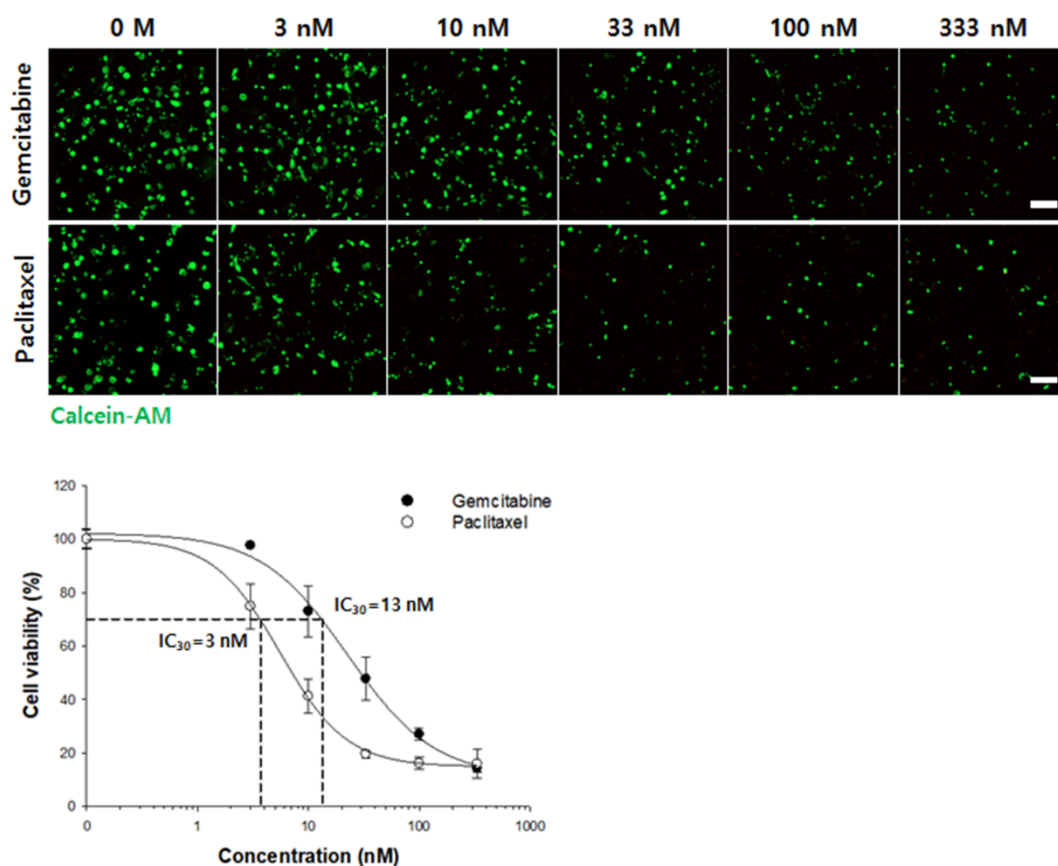 0 M 3 nM 10 nM 33 nM 100 nM 333 nM
Gemcitabine
Paclitaxel
Calcein-AM
120
100
80
60
40
20
0
Cell viability (%)
Gemcitabine
Paclitaxel
IC₃₀=13 nM
IC₃₀=3 nM
0 1 10 100 1000
Concentration (nM)